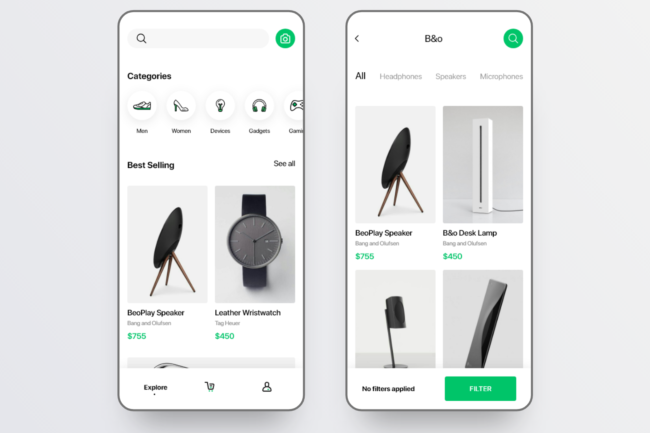 Categories
Men
Women
Devices
Gadgets
Gami
Best Selling
See all
BeoPlay Speaker
Bang and Olufsen
$755
Leather Wristwatch
Tag Heuer
$450
Explore
B&o
All
Headphones
Speakers
Microphones
BeoPlay Speaker
Bang and Olufsen
$755
B&o Desk Lamp
Bang and Olufsen
$450
No filters applied
FILTER